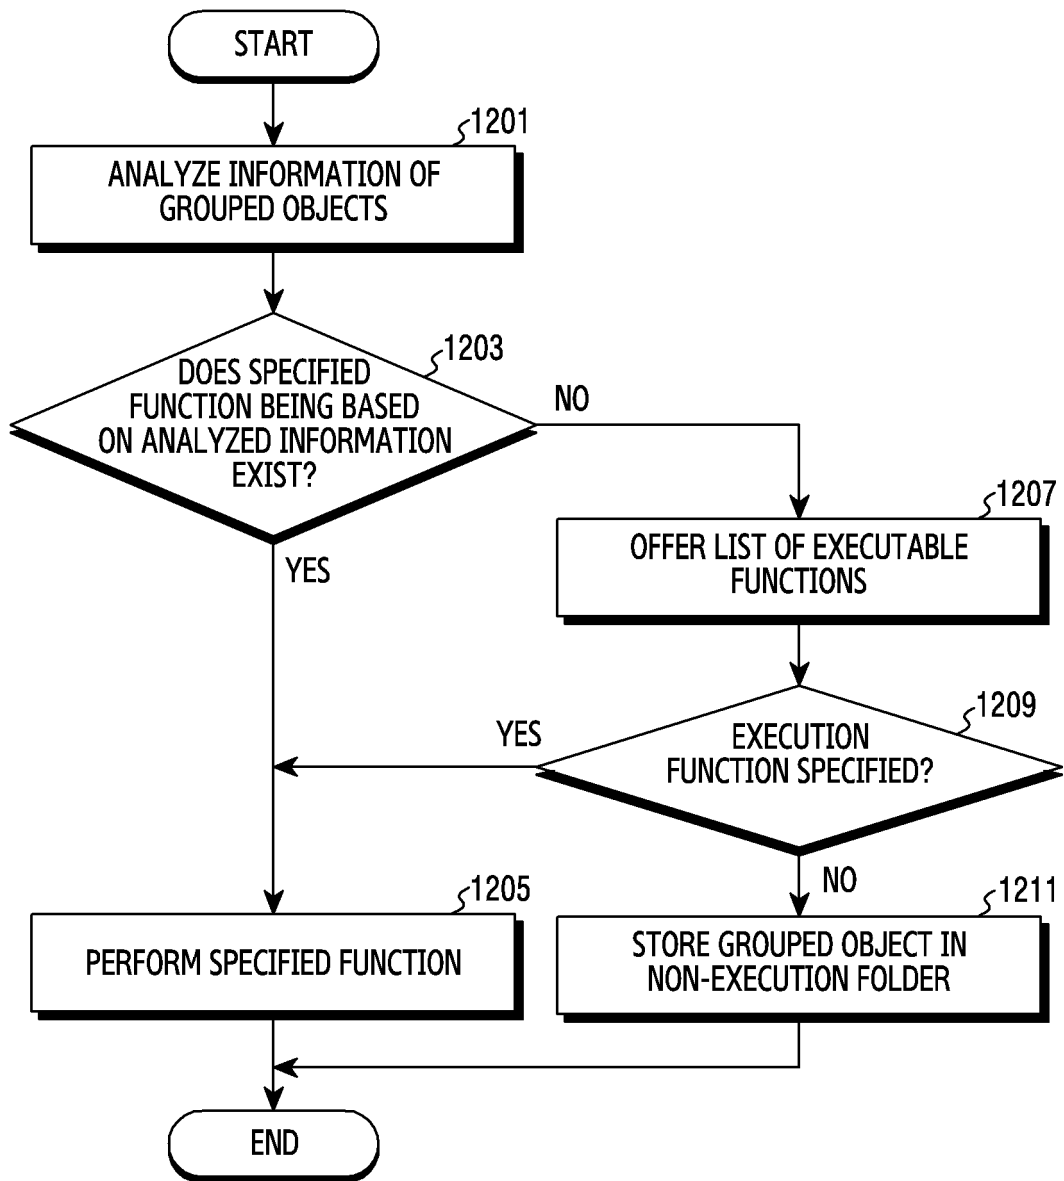 START
1201
ANALYZE INFORMATION OF
GROUPED OBJECTS
1203
DOES SPECIFIED
FUNCTION BEING BASED
ON ANALYZED INFORMATION
EXIST?
NO
YES
1207
OFFER LIST OF EXECUTABLE
FUNCTIONS
1209
EXECUTION
FUNCTION SPECIFIED?
YES
NO
1205
PERFORM SPECIFIED FUNCTION
1211
STORE GROUPED OBJECT IN
NON-EXECUTION FOLDER
END